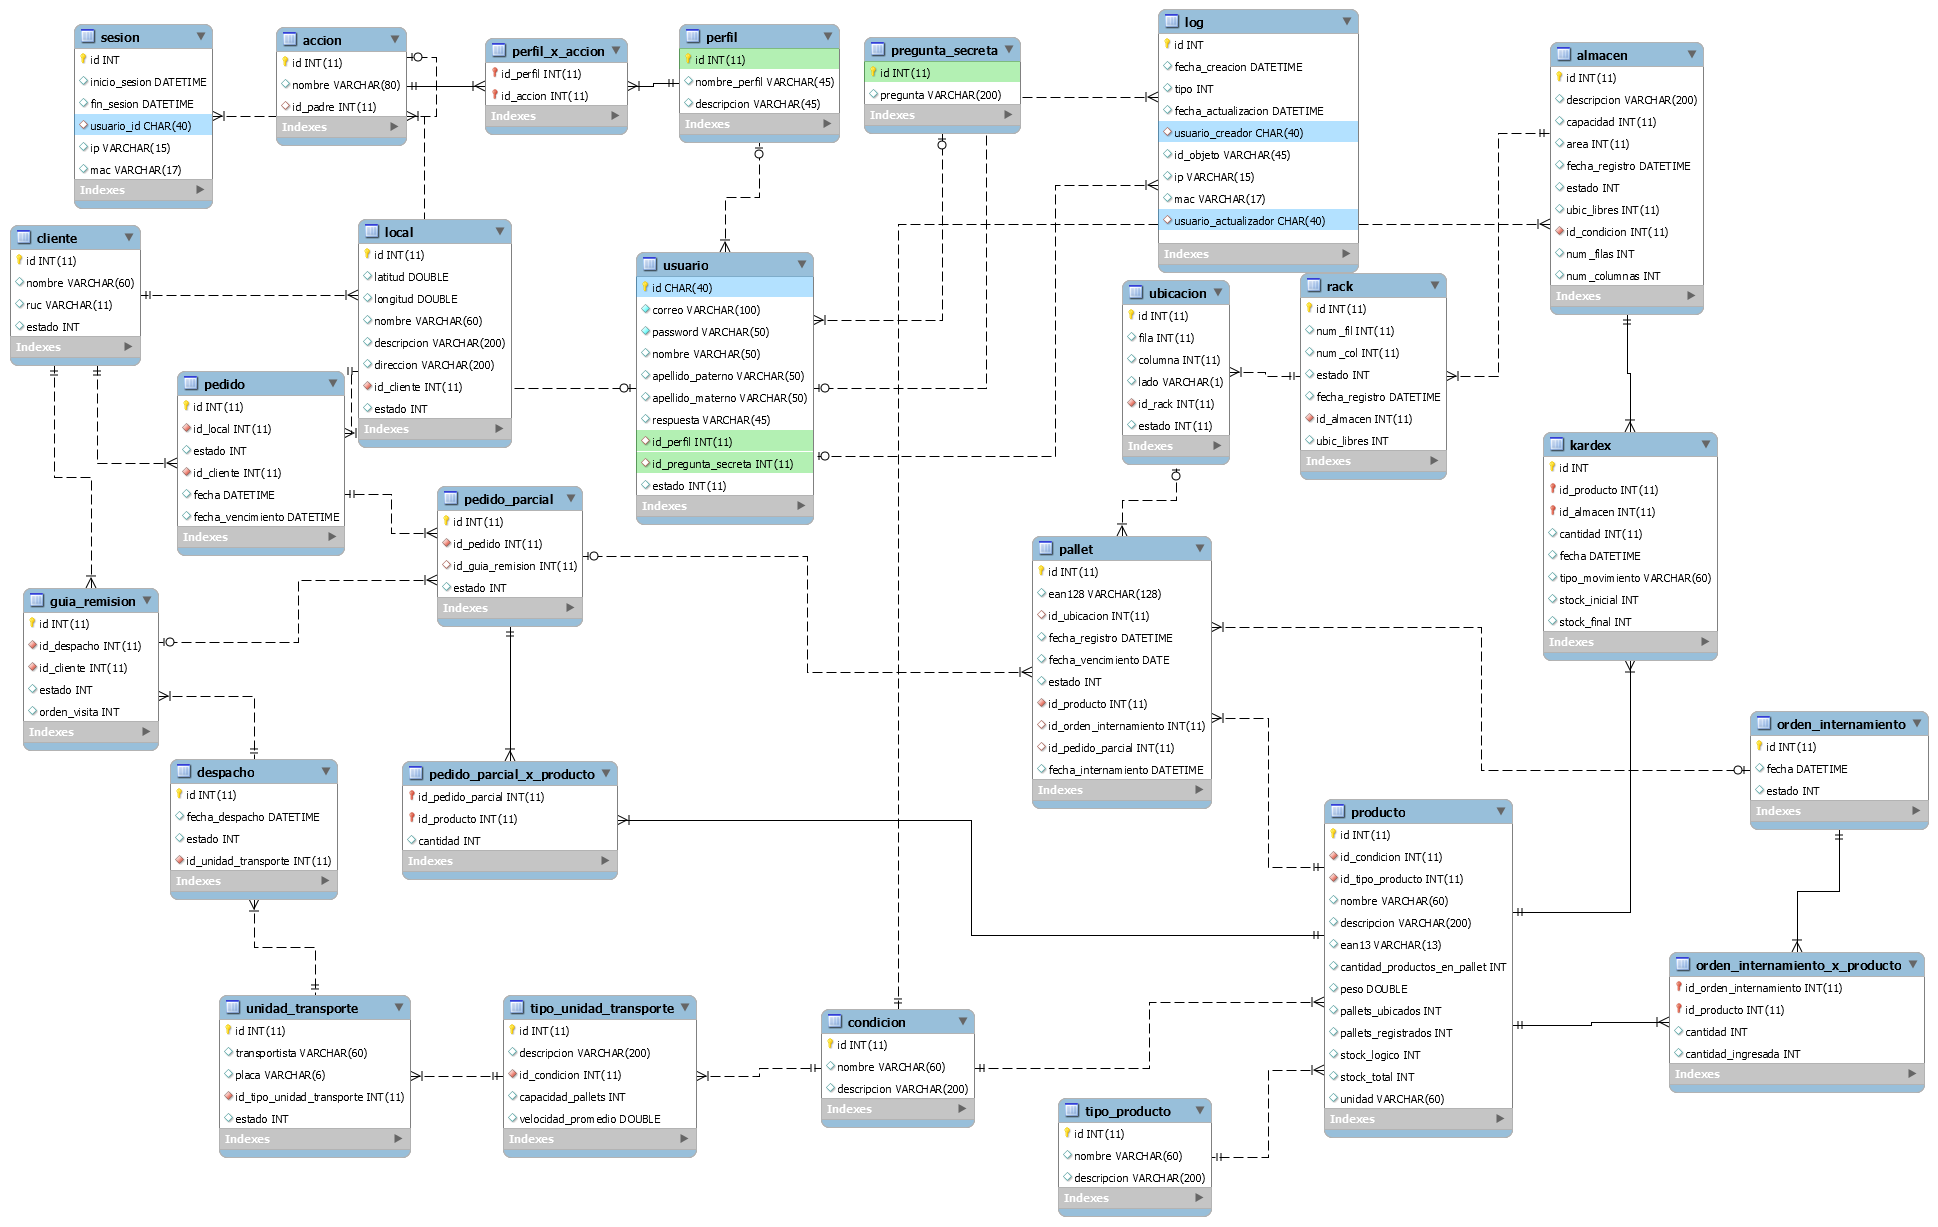 sesion
id INT
inicio_sesion DATETIME
fin_sesion DATETIME
usuario_id CHAR(40)
ip VARCHAR(15)
mac VARCHAR(17)
Indexes
accion
id INT(11)
nombre VARCHAR(80)
id_padre INT(11)
Indexes
perfil_x_accion
id_perfil INT(11)
id_accion INT(11)
Indexes
perfil
id INT(11)
nombre_perfil VARCHAR(45)
descripcion VARCHAR(45)
Indexes
pregunta_secreta
id INT(11)
pregunta VARCHAR(200)
Indexes
log
id INT
fecha_creacion DATETIME
tipo INT
fecha_actualizacion DATETIME
usuario_creador CHAR(40)
id_objeto VARCHAR(45)
ip VARCHAR(15)
mac VARCHAR(17)
usuario_actualizador CHAR(40)
Indexes
almacen
id INT(11)
descripcion VARCHAR(200)
capacidad INT(11)
area INT(11)
fecha_registro DATETIME
estado INT
ubic_libres INT(11)
id_condicion INT(11)
num_filas INT
num_columnas INT
Indexes
cliente
id INT(11)
nombre VARCHAR(60)
ruc VARCHAR(11)
estado INT
Indexes
local
id INT(11)
latitud DOUBLE
longitud DOUBLE
nombre VARCHAR(60)
descripcion VARCHAR(200)
direccion VARCHAR(200)
id_cliente INT(11)
estado INT
Indexes
usuario
id CHAR(40)
correo VARCHAR(100)
password VARCHAR(50)
nombre VARCHAR(50)
apellido_paterno VARCHAR(50)
apellido_materno VARCHAR(50)
respuesta VARCHAR(45)
id_perfil INT(11)
id_pregunta_secreta INT(11)
estado INT(11)
Indexes
ubicacion
id INT(11)
fila INT(11)
columna INT(11)
lado VARCHAR(1)
id_rack INT(11)
estado INT(11)
Indexes
rack
id INT(11)
num_fil INT(11)
num_col INT(11)
estado INT
fecha_registro DATETIME
id_almacen INT(11)
ubic_libres INT
Indexes
pedido
id INT(11)
id_local INT(11)
estado INT
id_cliente INT(11)
fecha DATETIME
fecha_vencimiento DATETIME
Indexes
kardex
id INT
id_producto INT(11)
id_almacen INT(11)
cantidad INT(11)
fecha DATETIME
tipo_movimiento VARCHAR(60)
stock_inicial INT
stock_final INT
Indexes
pedido_parcial
id INT(11)
id_pedido INT(11)
id_guia_remision INT(11)
estado INT
Indexes
pallet
id INT(11)
ean128 VARCHAR(128)
id_ubicacion INT(11)
fecha_registro DATETIME
fecha_vencimiento DATE
estado INT
id_producto INT(11)
id_orden_internamiento INT(11)
id_pedido_parcial INT(11)
fecha_internamiento DATETIME
Indexes
guia_remision
id INT(11)
id_despacho INT(11)
id_cliente INT(11)
estado INT
orden_visita INT
Indexes
orden_internamiento
id INT(11)
fecha DATETIME
estado INT
Indexes
despacho
id INT(11)
fecha_despacho DATETIME
estado INT
id_unidad_transporte INT(11)
Indexes
pedido_parcial_x_producto
id_pedido_parcial INT(11)
id_producto INT(11)
cantidad INT
Indexes
producto
id INT(11)
id_condicion INT(11)
id_tipo_producto INT(11)
nombre VARCHAR(60)
descripcion VARCHAR(200)
ean13 VARCHAR(13)
cantidad_productos_en_pallet INT
peso DOUBLE
pallets_ubicados INT
pallets_registrados INT
stock_logico INT
stock_total INT
unidad VARCHAR(60)
Indexes
orden_internamiento_x_producto
id_orden_internamiento INT(11)
id_producto INT(11)
cantidad INT
cantidad_ingresada INT
Indexes
unidad_transporte
id INT(11)
transportista VARCHAR(60)
placa VARCHAR(6)
id_tipo_unidad_transporte INT(11)
estado INT
Indexes
tipo_unidad_transporte
id INT(11)
descripcion VARCHAR(200)
id_condicion INT(11)
capacidad_pallets INT
velocidad_promedio DOUBLE
Indexes
condicion
id INT(11)
nombre VARCHAR(60)
descripcion VARCHAR(200)
Indexes
tipo_producto
id INT(11)
nombre VARCHAR(60)
descripcion VARCHAR(200)
Indexes